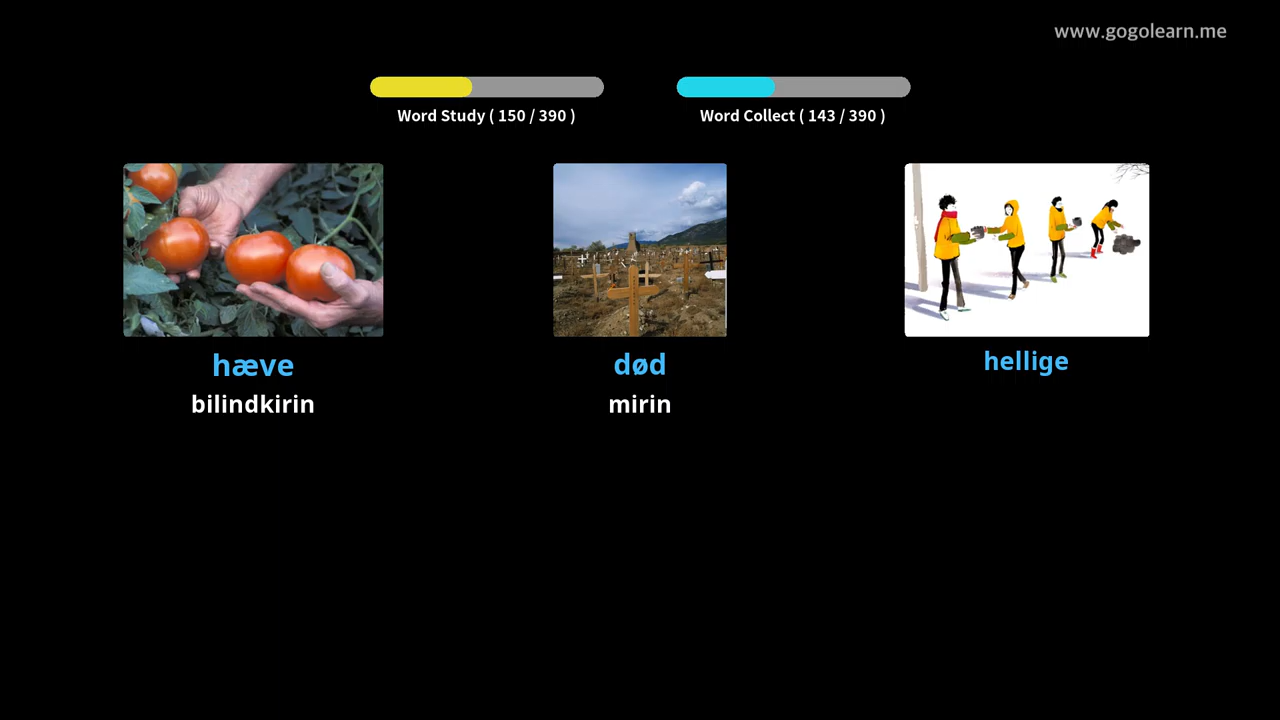 www.gogolearn.me
Word Study ( 150 / 390 )
Word Collect ( 143 / 390 )
hæve
død
hellige
bilindkirin
mirin